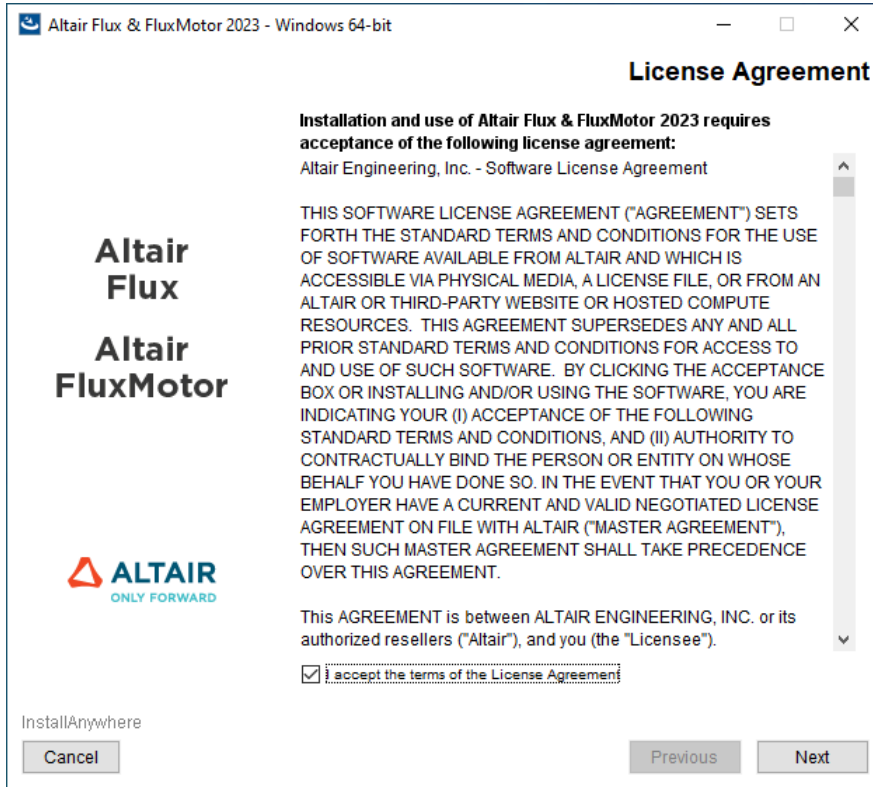 Altair Flux & FluxMotor 2023 - Windows 64-bit
License Agreement
Installation and use of Altair Flux & FluxMotor 2023 requires
acceptance of the following license agreement:
Altair Engineering, Inc. - Software License Agreement
THIS SOFTWARE LICENSE AGREEMENT ("AGREEMENT") SETS
FORTH THE STANDARD TERMS AND CONDITIONS FOR THE USE
OF SOFTWARE AVAILABLE FROM ALTAIR AND WHICH IS
ACCESSIBLE VIA PHYSICAL MEDIA, A LICENSE FILE, OR FROM AN
ALTAIR OR THIRD-PARTY WEBSITE OR HOSTED COMPUTE
RESOURCES.  THIS AGREEMENT SUPERSEDES ANY AND ALL
PRIOR STANDARD TERMS AND CONDITIONS FOR ACCESS TO
AND USE OF SUCH SOFTWARE.  BY CLICKING THE ACCEPTANCE
BOX OR INSTALLING AND/OR USING THE SOFTWARE, YOU ARE
INDICATING YOUR (I) ACCEPTANCE OF THE FOLLOWING
STANDARD TERMS AND CONDITIONS, AND (II) AUTHORITY TO
CONTRACTUALLY BIND THE PERSON OR ENTITY ON WHOSE
BEHALF YOU HAVE DONE SO. IN THE EVENT THAT YOU OR YOUR
EMPLOYER HAVE A CURRENT AND VALID NEGOTIATED LICENSE
AGREEMENT ON FILE WITH ALTAIR ("MASTER AGREEMENT"),
THEN SUCH MASTER AGREEMENT SHALL TAKE PRECEDENCE
OVER THIS AGREEMENT.
This AGREEMENT is between ALTAIR ENGINEERING, INC. or its
authorized resellers ("Altair"), and you (the "Licensee").
I accept the terms of the License Agreement
Altair
Flux
Altair
FluxMotor
ALTAIR
ONLY FORWARD
InstallAnywhere
Cancel
Previous
Next